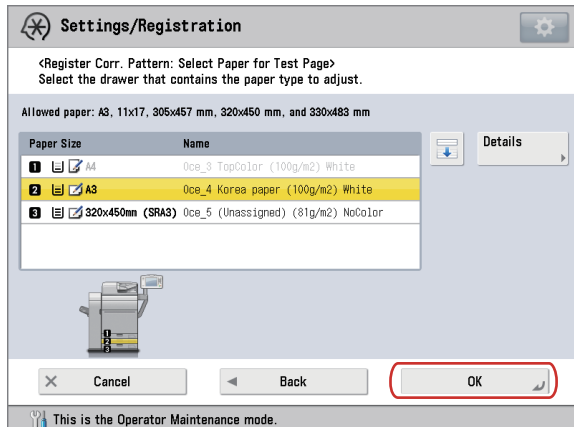 Settings/Registration
<Register Corr. Pattern: Select Paper for Test Page>
Select the drawer that contains the paper type to adjust.
Allowed paper: A3, 11x17, 305x457 mm, 320x450 mm, and 330x483 mm
Paper Size Name
1 A4 Oce_3 TopColor (100g/m2) White
2 A3 Oce_4 Korea paper (100g/m2) White
3 320x450mm (SRA3) Oce_5 (Unassigned) (81g/m2) NoColor
Details
1
2
3
Cancel Back OK
This is the Operator Maintenance mode.